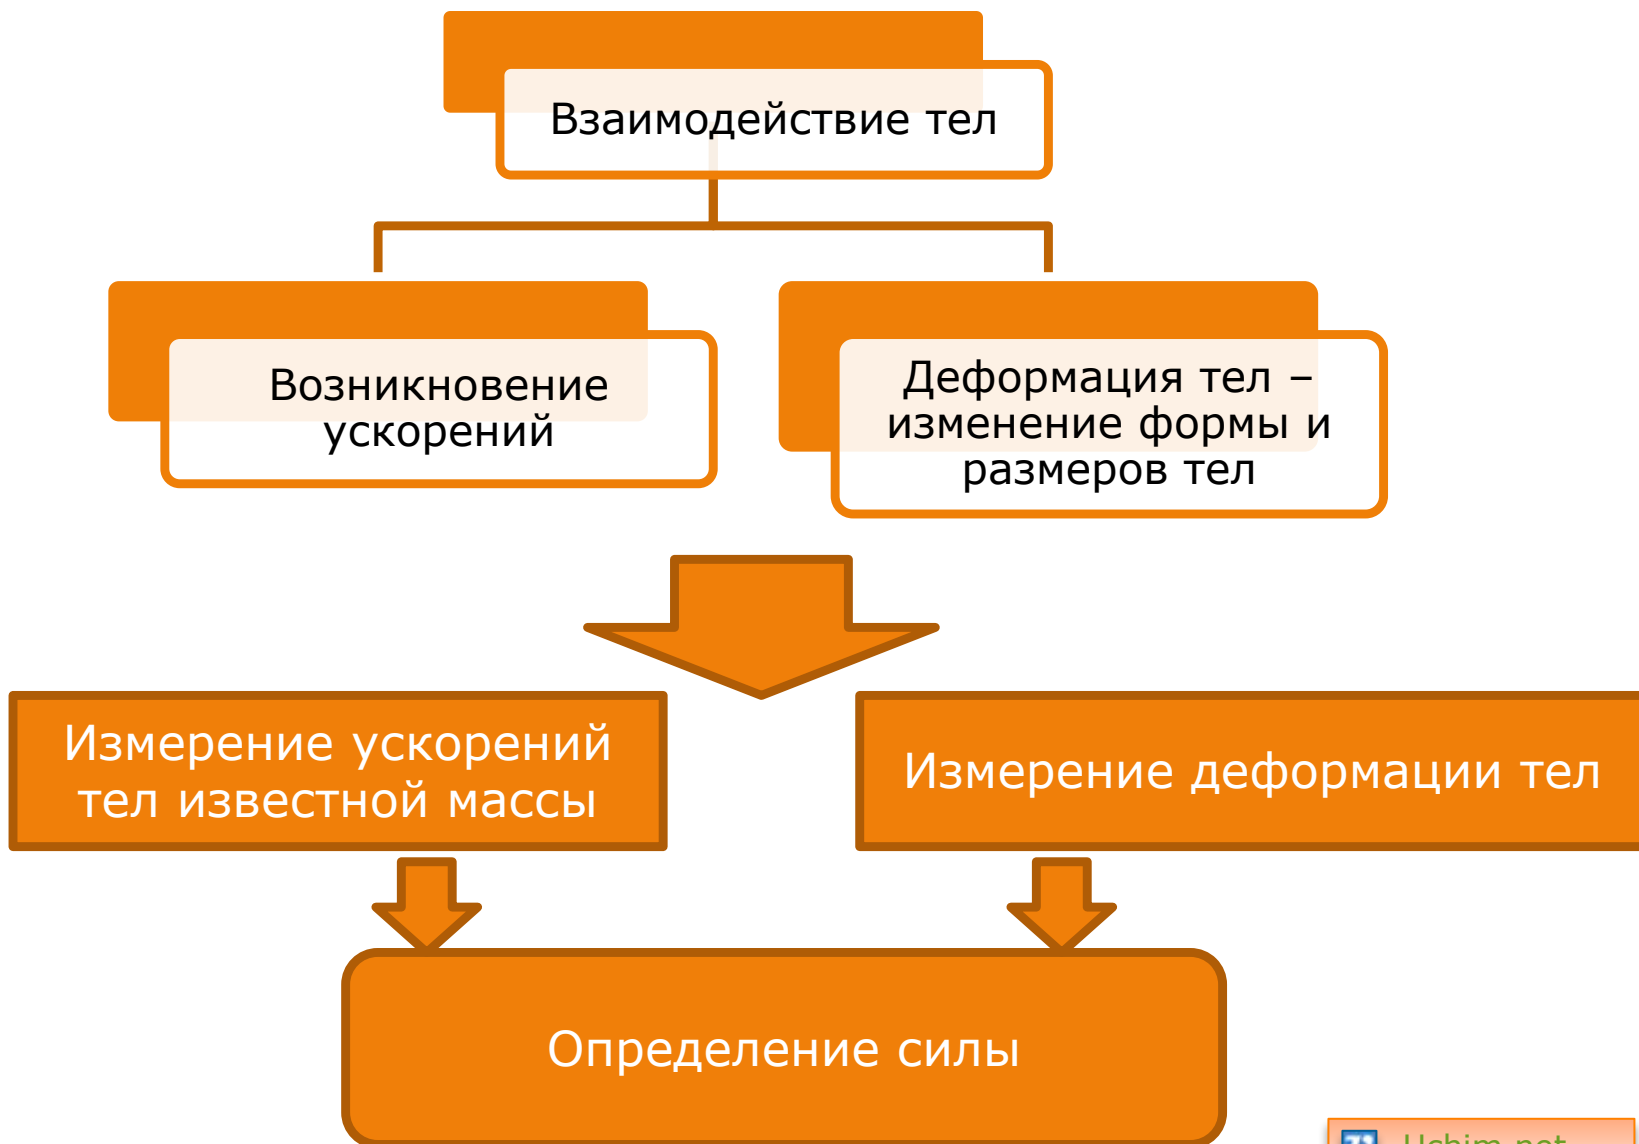 Взаимодействие тел
Возникновение
ускорений
Деформация тел –
изменение формы и
размеров тел
Измерение ускорений
тел известной массы
Измерение деформации тел
Определение силы